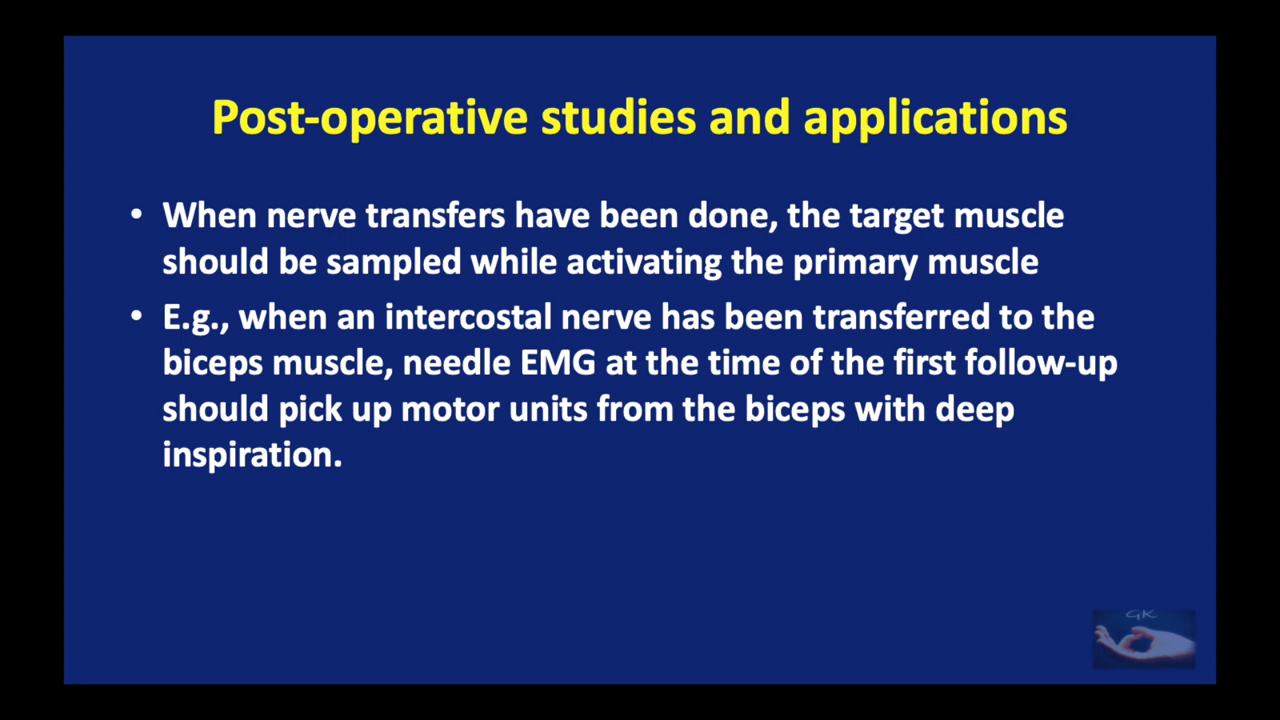 Post-operative studies and applications
• When nerve transfers have been done, the target muscle
should be sampled while activating the primary muscle
• E.g., when an intercostal nerve has been transferred to the
biceps muscle, needle EMG at the time of the first follow-up
should pick up motor units from the biceps with deep
inspiration.
GK